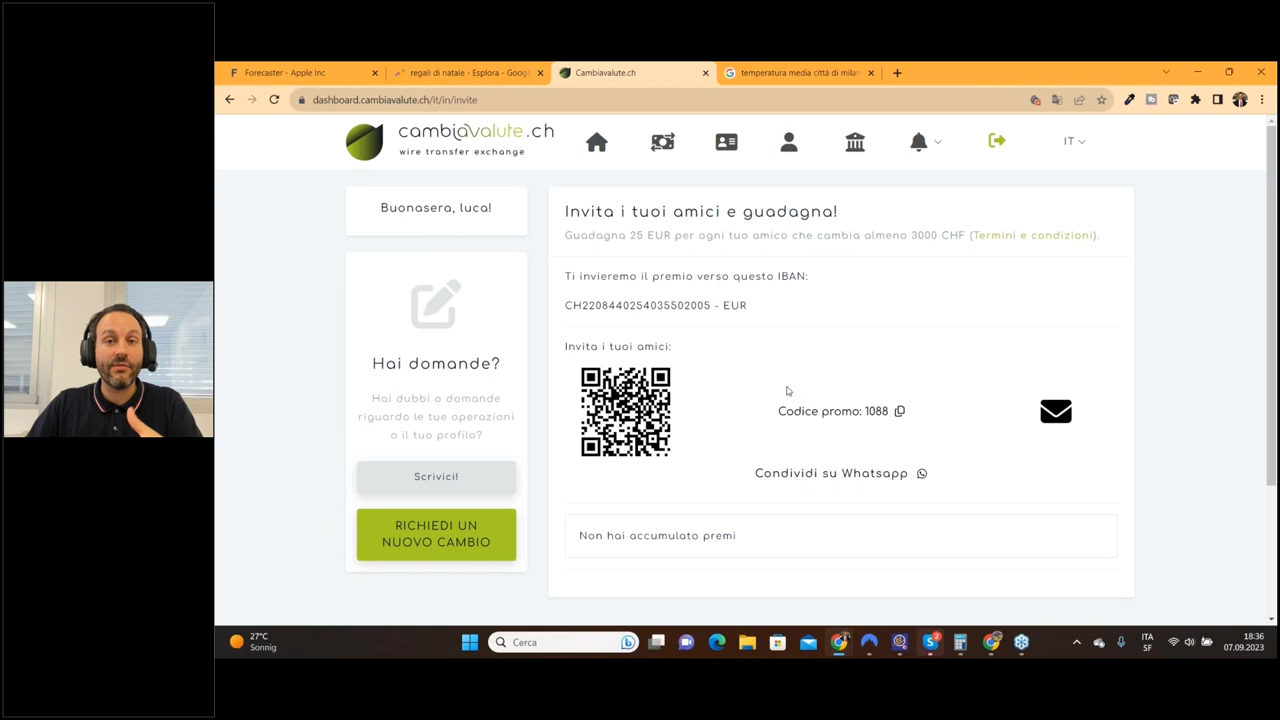 Forecaster - Apple Inc
regali di natale - Esplora - Googl
Cambiavalute.ch
temperatura media città di milan
dashboard.cambiavalute.ch/it/in/invite
cambiavalute.ch
wire transfer exchange
IT
Buonasera, luca!
Hai domande?
Hai dubbi o domande
riguardo le tue operazioni
o il tuo profilo?
Scrivici!
RICHIEDI UN
NUOVO CAMBIO
Invita i tuoi amici e guadagna!
Guadagna 25 EUR per ogni tuo amico che cambia almeno 3000 CHF (Termini e condizioni).
Ti invieremo il premio verso questo IBAN:
CH2208440254035502005 - EUR
Invita i tuoi amici:
Codice promo: 1088
Condividi su Whatsapp
Non hai accumulato premi
27°C
Sonnig
Cerca
2
ITA
SF
18:36
07.09.2023